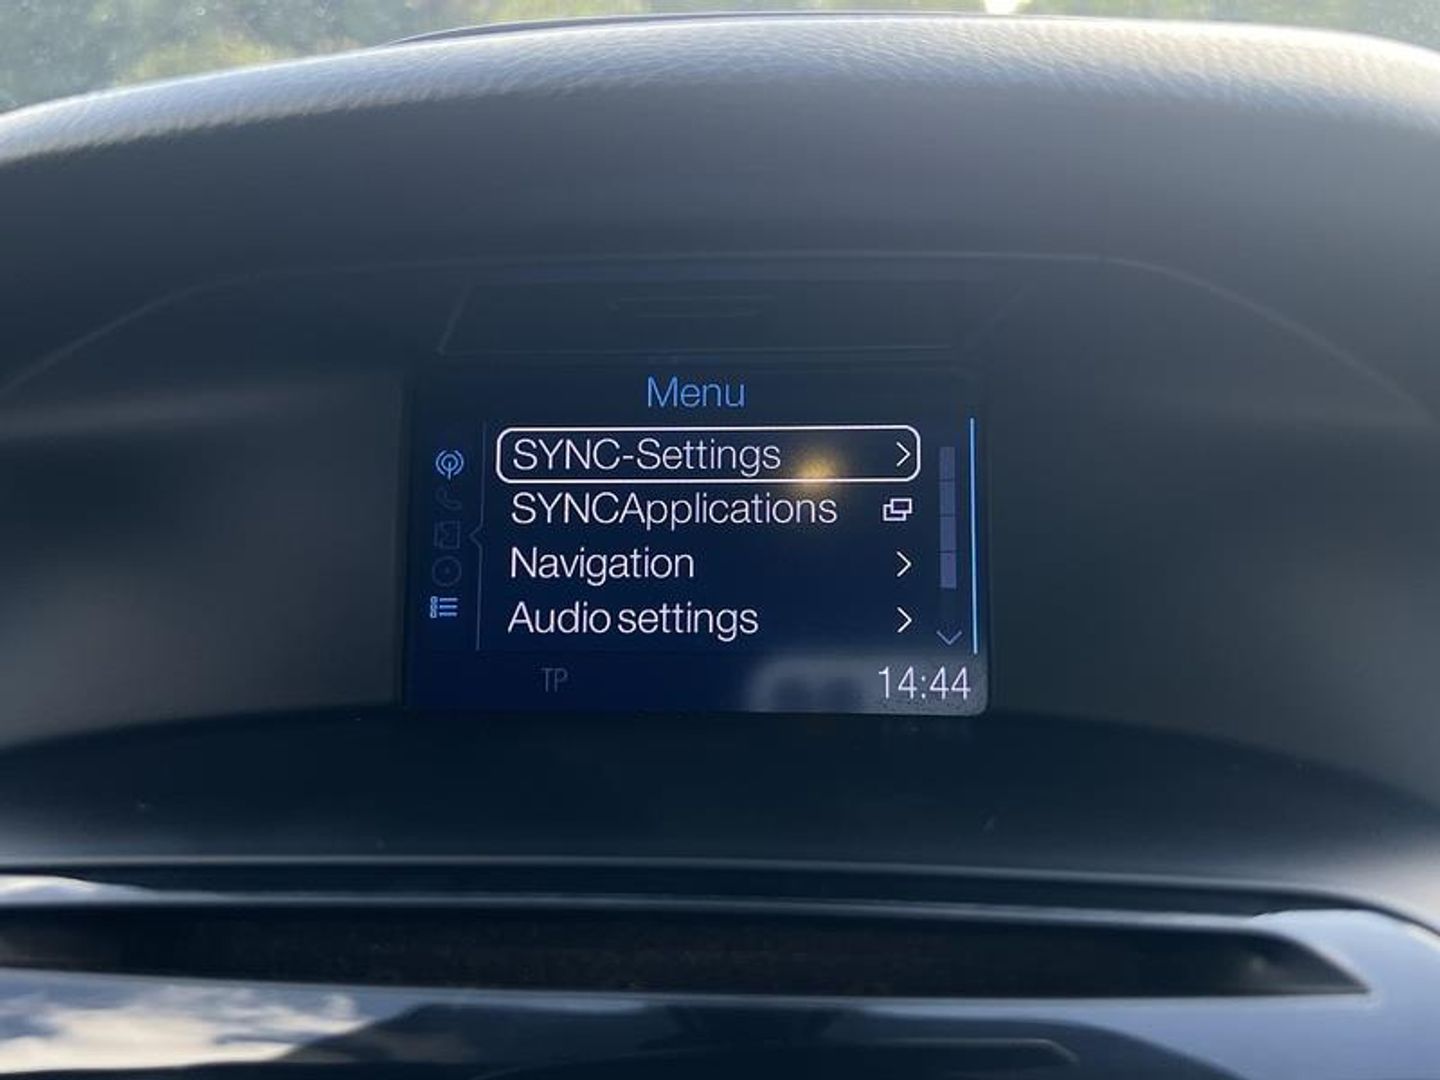 Menu
SYNC-Settings
SYNCApplications
Navigation
Audio settings
TP
14:44